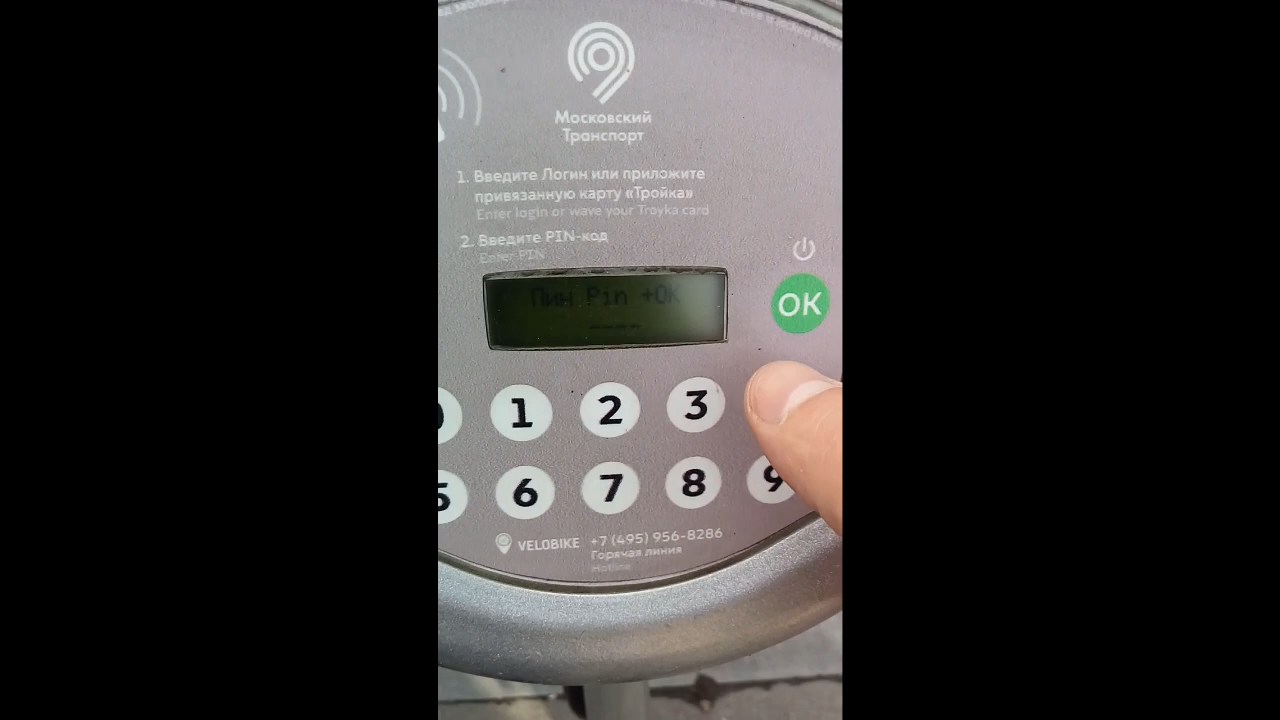 Московский
Транспорт
1. Введите Логин или приложите
привязанную карту «Тройка»
Enter login or wave your Troyka card
2. Введите PIN-код
Enter PIN
Пин Pin +OK
OK
1 2 3
5 6 7 8 9
VELOBIKE +7 (495) 956-8286
Горячая линия
Hotline